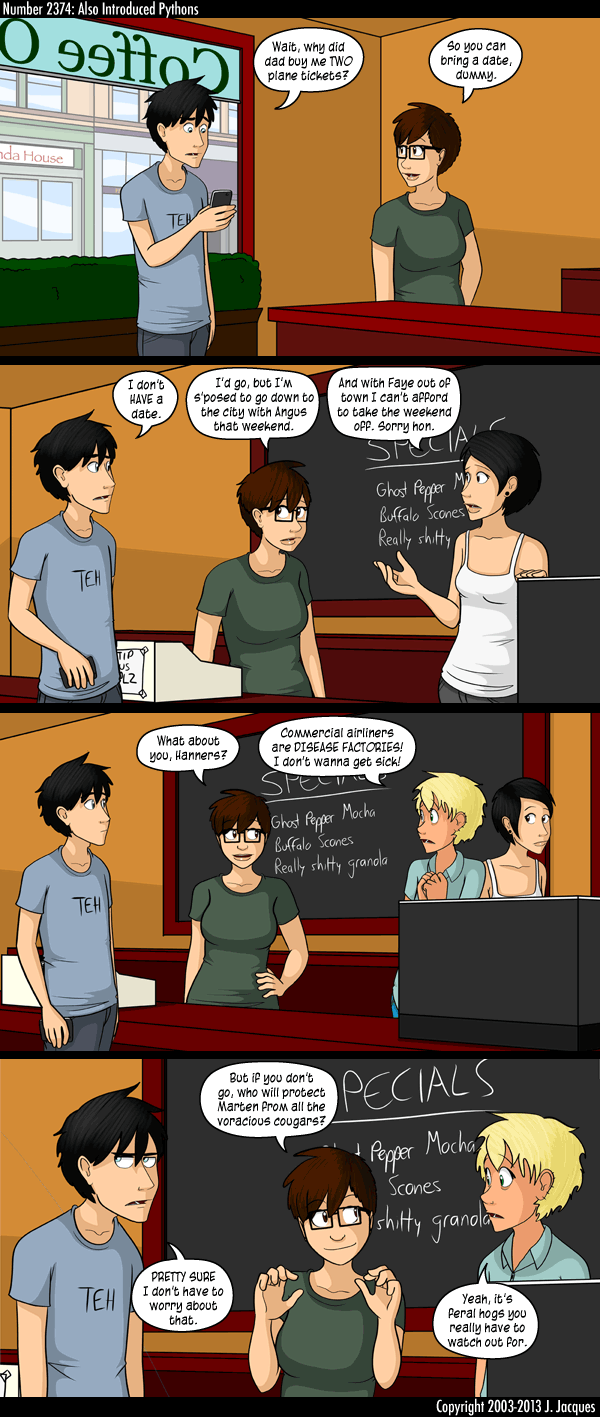 Number 2374: Also Introduced Pythons
Coffee O
nda House
Wait, why did
dad buy me TWO
plane tickets?
So you can
bring a date,
dummy.
TEH
I don't
HAVE a
date.
I'd go, but I'm
s'posed to go down to
the city with Angus
that weekend.
And with Faye out of
town I can't afford
to take the weekend
off. Sorry hon.
SPECIALS
Ghost Pepper M
Buffalo Scones
Really shitty
TEH
TIP
US
PLZ
What about
you, Hanners?
Commercial airliners
are DISEASE FACTORIES!
I don't wanna get sick!
SPECIALS
Ghost Pepper Mocha
Buffalo Scones
Really shitty granola
TEH
But if you don't
go, who will protect
Marten from all the
voracious cougars?
PECIALS
Pepper Mocha
Scones
shitty granola
PRETTY SURE
I don't have to
worry about
that.
TEH
Yeah, it's
feral hogs you
really have to
watch out for.
Copyright 2003-2013 J. Jacques